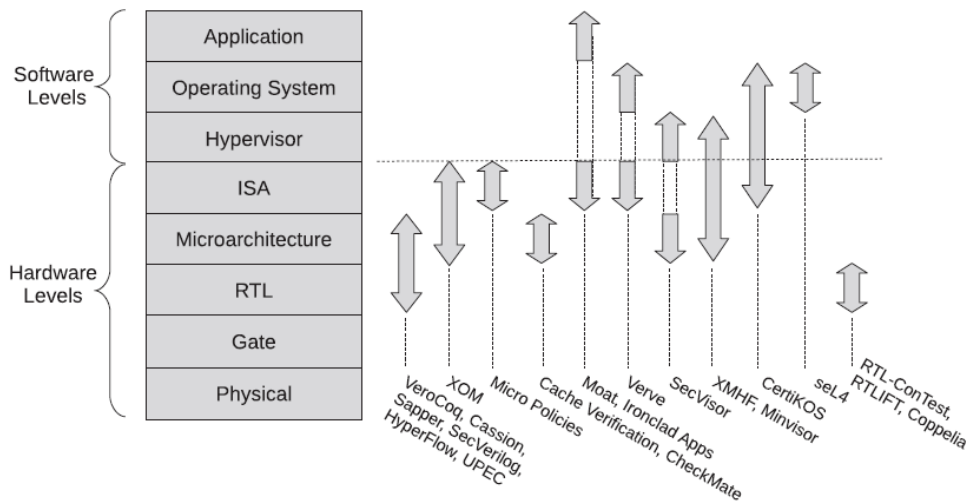 Software
Levels
Hardware
Levels
Application
Operating System
Hypervisor
ISA
Microarchitecture
RTL
Gate
Physical
VeroCoq, Cassion,
Sapper, SecVerilog,
HyperFlow, UPEC
XOM
Micro Policies
Cache Verification, CheckMate
Moat, Ironclad Apps
Verve
SecVisor
XMHF, Minvisor
CertiKOS
seL4
RTL-ConTest,
RTLIFT, Coppelia